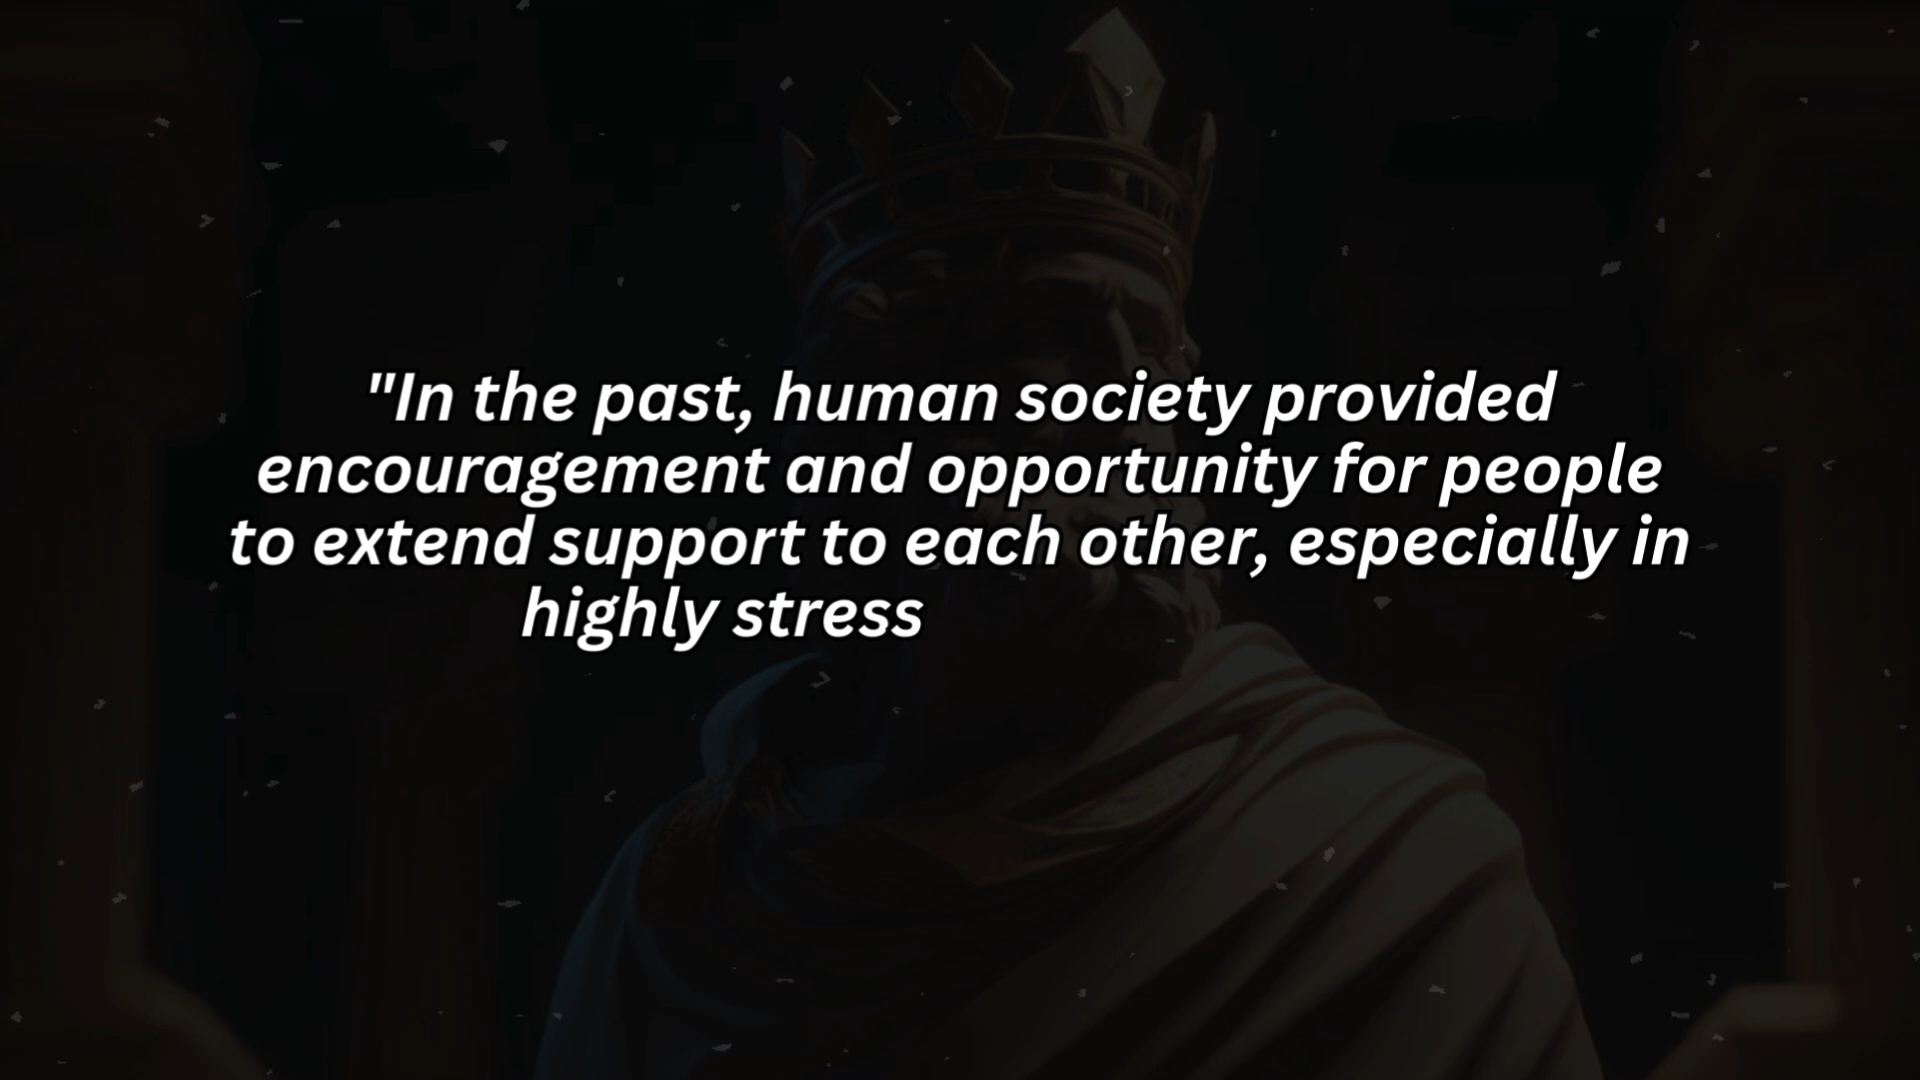 "In the past, human society provided
encouragement and opportunity for people
to extend support to each other, especially in
highly stress